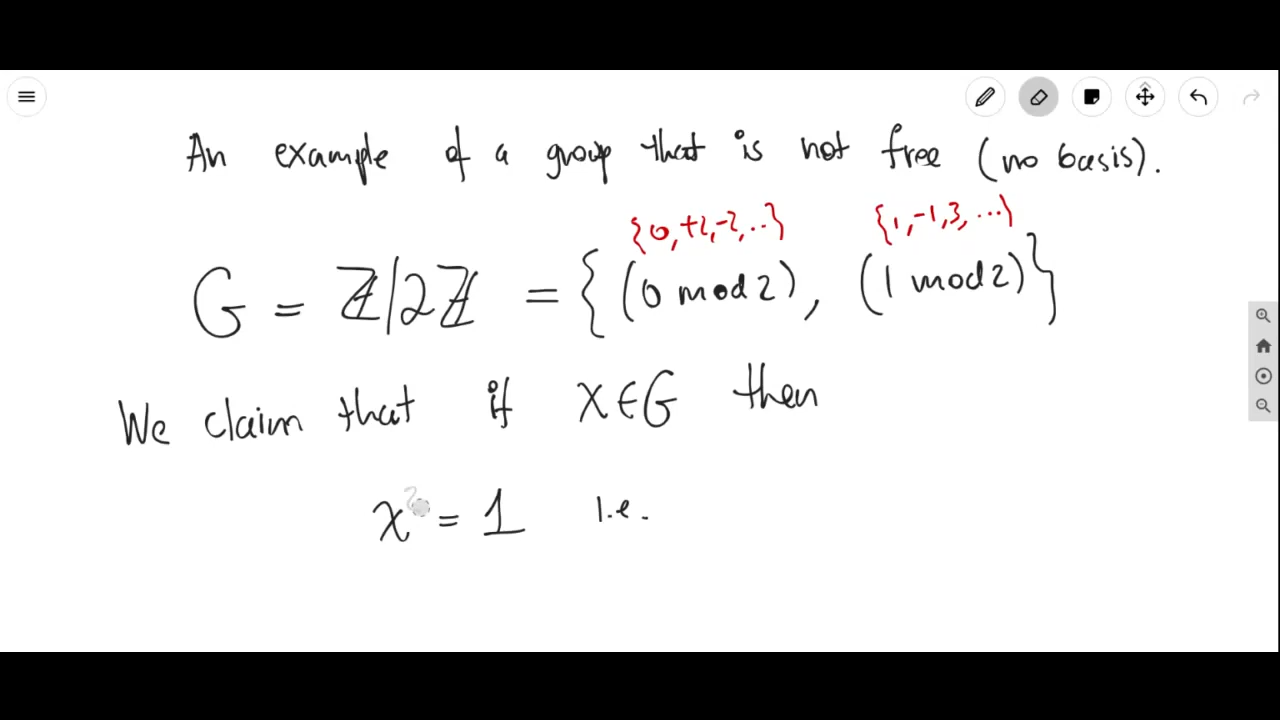 An example of a group that is not free (no basis).
{0, +2, -2, ..} {1, -1, 3, ...}
G = ℤ/2ℤ = {(0 mod 2), (1 mod 2)}
We claim that if x ∈ G then
x² = 1 i.e.